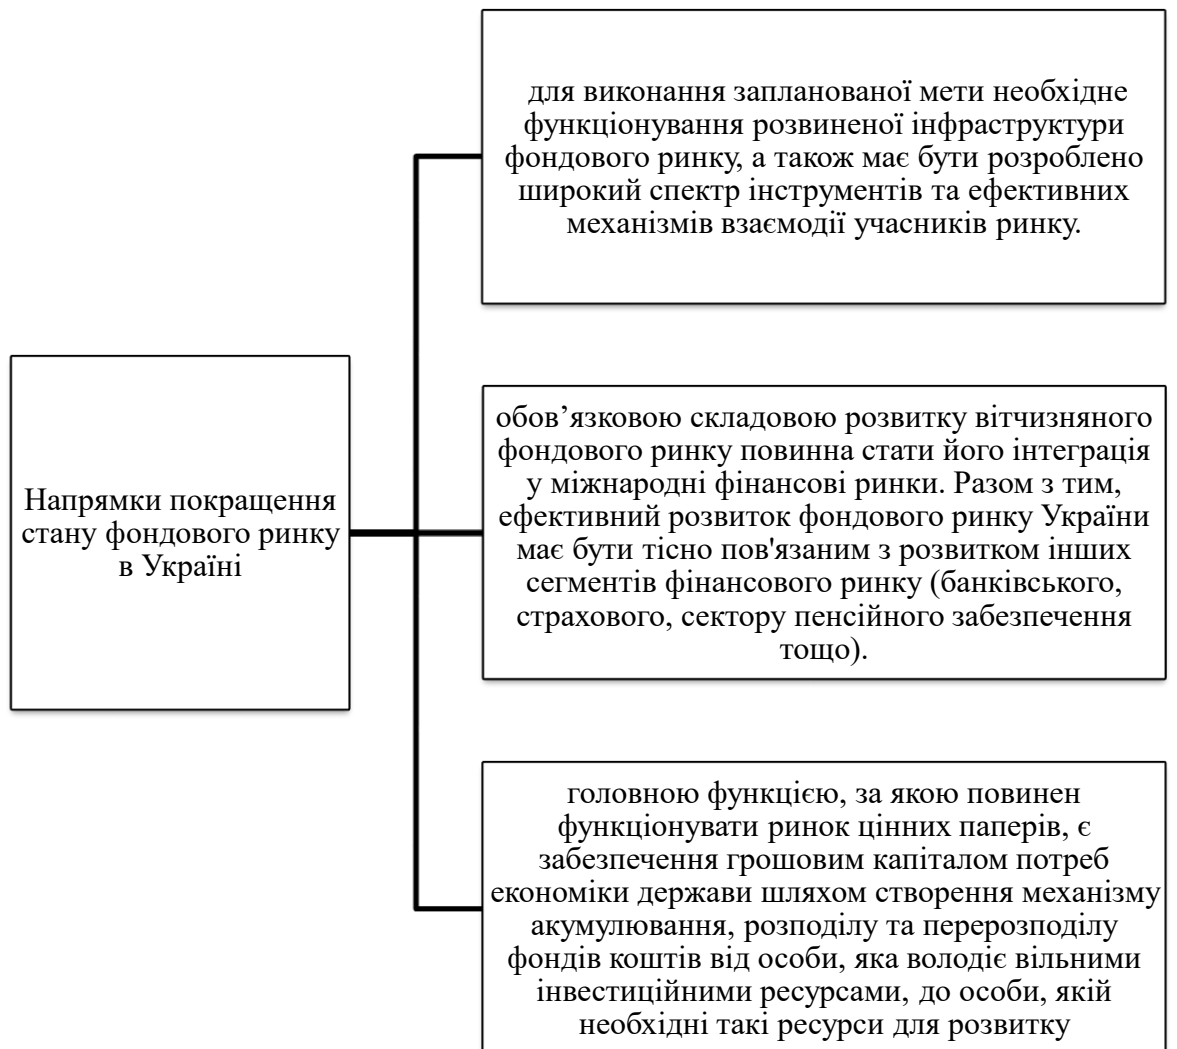 Напрямки покращення
стану фондового ринку
в Україні
для виконання запланованої мети необхідне
функціонування розвиненої інфраструктури
фондового ринку, а також має бути розроблено
широкий спектр інструментів та ефективних
механізмів взаємодії учасників ринку.
обов’язковою складовою розвитку вітчизняного
фондового ринку повинна стати його інтеграція
у міжнародні фінансові ринки. Разом з тим,
ефективний розвиток фондового ринку України
має бути тісно пов'язаним з розвитком інших
сегментів фінансового ринку (банківського,
страхового, сектору пенсійного забезпечення
тощо).
головною функцією, за якою повинен
функціонувати ринок цінних паперів, є
забезпечення грошовим капіталом потреб
економіки держави шляхом створення механізму
акумулювання, розподілу та перерозподілу
фондів коштів від особи, яка володіє вільними
інвестиційними ресурсами, до особи, якій
необхідні такі ресурси для розвитку